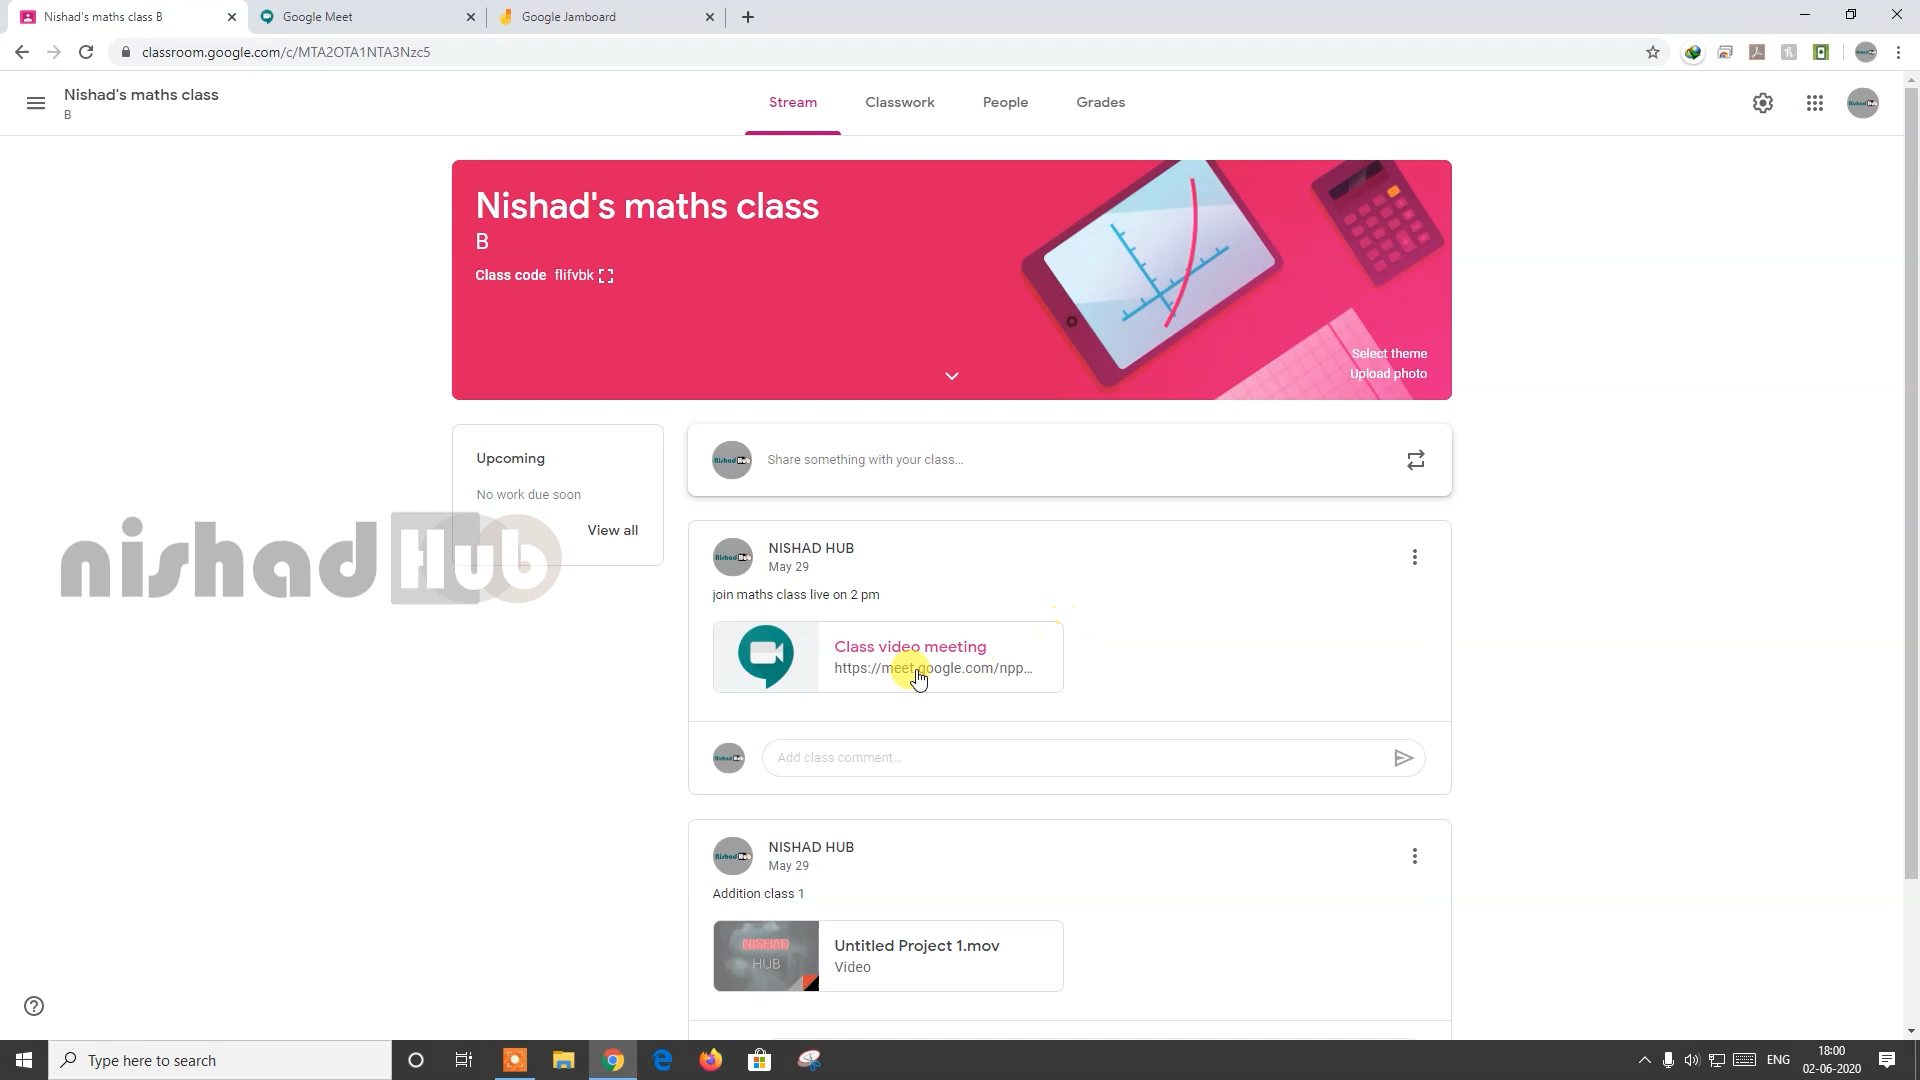 Nishad's maths class B
Google Meet
Google Jamboard
classroom.google.com/c/MTA2OTA1NTA3Nzc5
Nishad's maths class
B
Stream
Classwork
People
Grades
Nishad's maths class
B
Class code flifvbk
Select theme
Upload photo
Upcoming
No work due soon
View all
Share something with your class...
nishadHub
NISHAD HUB
May 29
join maths class live on 2 pm
Class video meeting
https://meet.google.com/npp...
Add class comment...
NISHAD HUB
May 29
Addition class 1
NISHAD
HUB
Untitled Project 1.mov
Video
Type here to search
ENG
18:00
02-06-2020